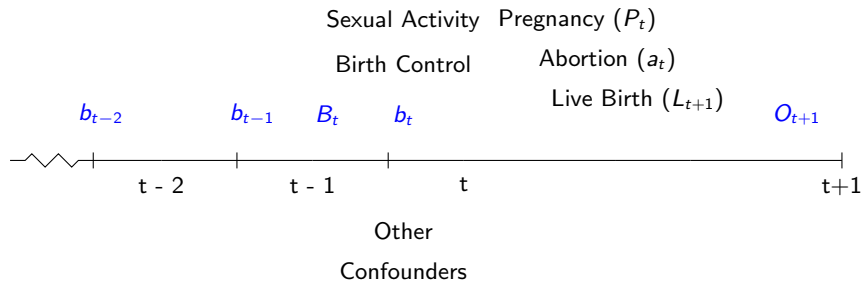 Sexual Activity Pregnancy (P_t)
Birth Control Abortion (a_t)
Live Birth (L_{t+1})
b_{t−2} b_{t−1} B_t b_t O_{t+1}
t - 2 t - 1 t t+1
Other
Confounders